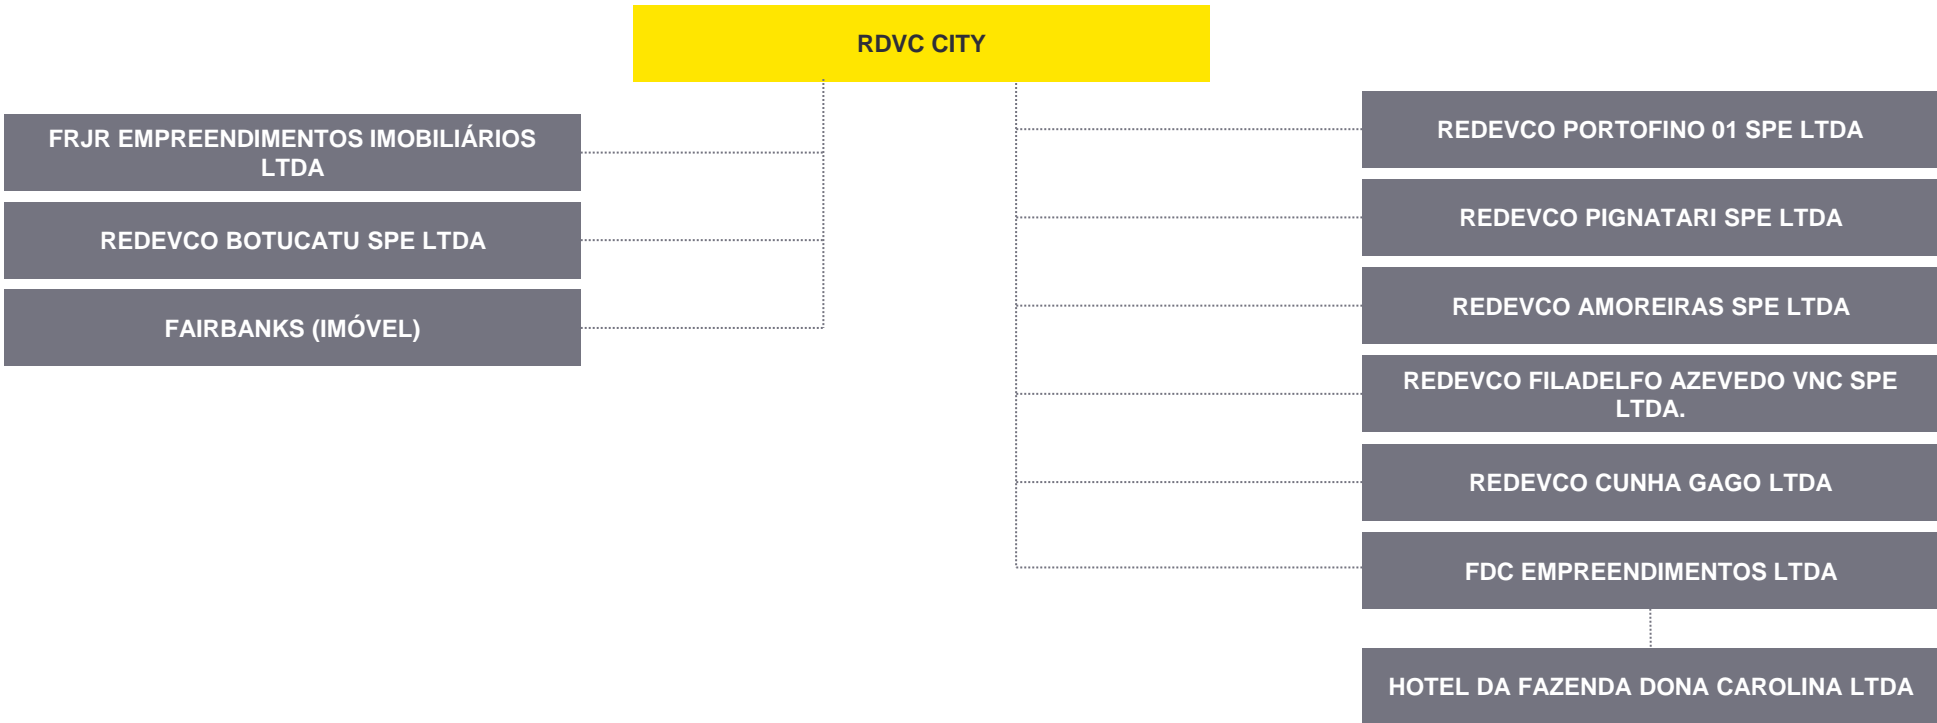 RDVC CITY
FRJR EMPREENDIMENTOS IMOBILIÁRIOS
LTDA
REDEVCO BOTUCATU SPE LTDA
FAIRBANKS (IMÓVEL)
REDEVCO PORTOFINO 01 SPE LTDA
REDEVCO PIGNATARI SPE LTDA
REDEVCO AMOREIRAS SPE LTDA
REDEVCO FILADELFO AZEVEDO VNC SPE
LTDA.
REDEVCO CUNHA GAGO LTDA
FDC EMPREENDIMENTOS LTDA
HOTEL DA FAZENDA DONA CAROLINA LTDA